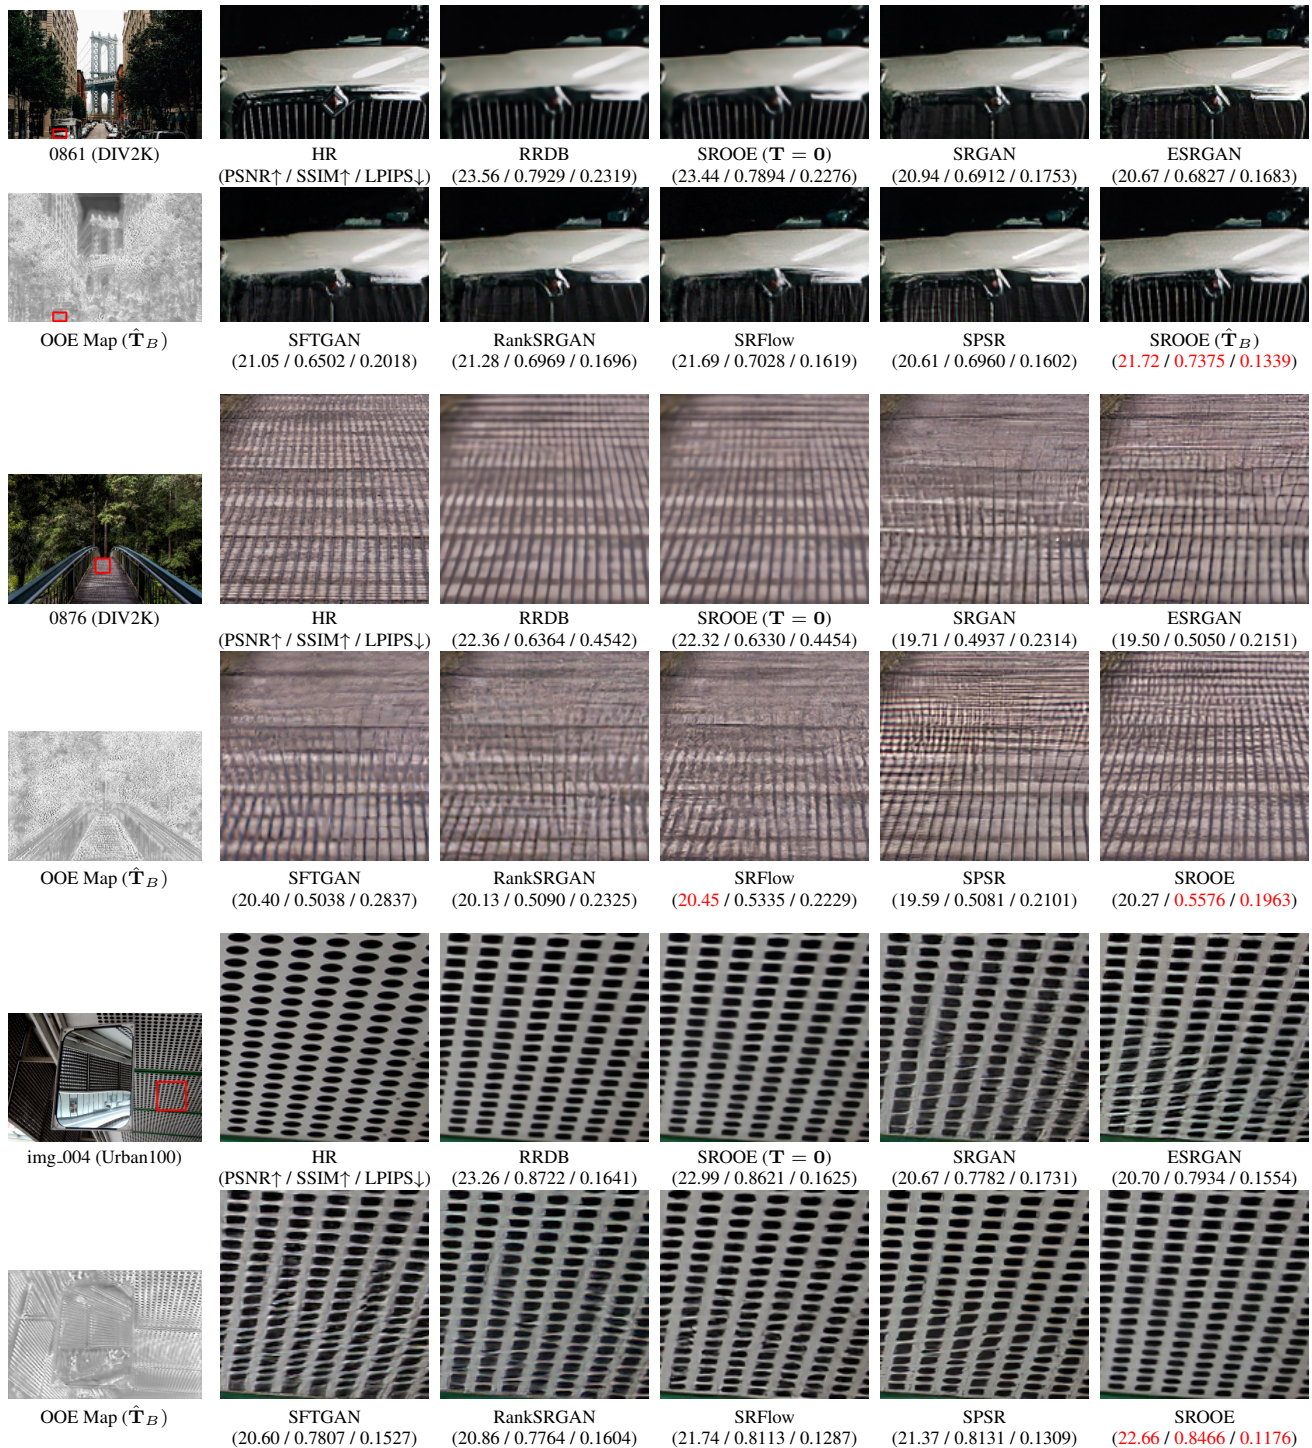 0861 (DIV2K)
HR
(PSNR↑ / SSIM↑ / LPIPS↓)
RRDB
(23.56 / 0.7929 / 0.2319)
SROOE (T = 0)
(23.44 / 0.7894 / 0.2276)
SRGAN
(20.94 / 0.6912 / 0.1753)
ESRGAN
(20.67 / 0.6827 / 0.1683)
OOE Map (T̂_B)
SFTGAN
(21.05 / 0.6502 / 0.2018)
RankSRGAN
(21.28 / 0.6969 / 0.1696)
SRFlow
(21.69 / 0.7028 / 0.1619)
SPSR
(20.61 / 0.6960 / 0.1602)
SROOE (T̂_B)
(21.72 / 0.7375 / 0.1339)
0876 (DIV2K)
HR
(PSNR↑ / SSIM↑ / LPIPS↓)
RRDB
(22.36 / 0.6364 / 0.4542)
SROOE (T = 0)
(22.32 / 0.6330 / 0.4454)
SRGAN
(19.71 / 0.4937 / 0.2314)
ESRGAN
(19.50 / 0.5050 / 0.2151)
OOE Map (T̂_B)
SFTGAN
(20.40 / 0.5038 / 0.2837)
RankSRGAN
(20.13 / 0.5090 / 0.2325)
SRFlow
(20.45 / 0.5335 / 0.2229)
SPSR
(19.59 / 0.5081 / 0.2101)
SROOE
(20.27 / 0.5576 / 0.1963)
img_004 (Urban100)
HR
(PSNR↑ / SSIM↑ / LPIPS↓)
RRDB
(23.26 / 0.8722 / 0.1641)
SROOE (T = 0)
(22.99 / 0.8621 / 0.1625)
SRGAN
(20.67 / 0.7782 / 0.1731)
ESRGAN
(20.70 / 0.7934 / 0.1554)
OOE Map (T̂_B)
SFTGAN
(20.60 / 0.7807 / 0.1527)
RankSRGAN
(20.86 / 0.7764 / 0.1604)
SRFlow
(21.74 / 0.8113 / 0.1287)
SPSR
(21.37 / 0.8131 / 0.1309)
SROOE
(22.66 / 0.8466 / 0.1176)